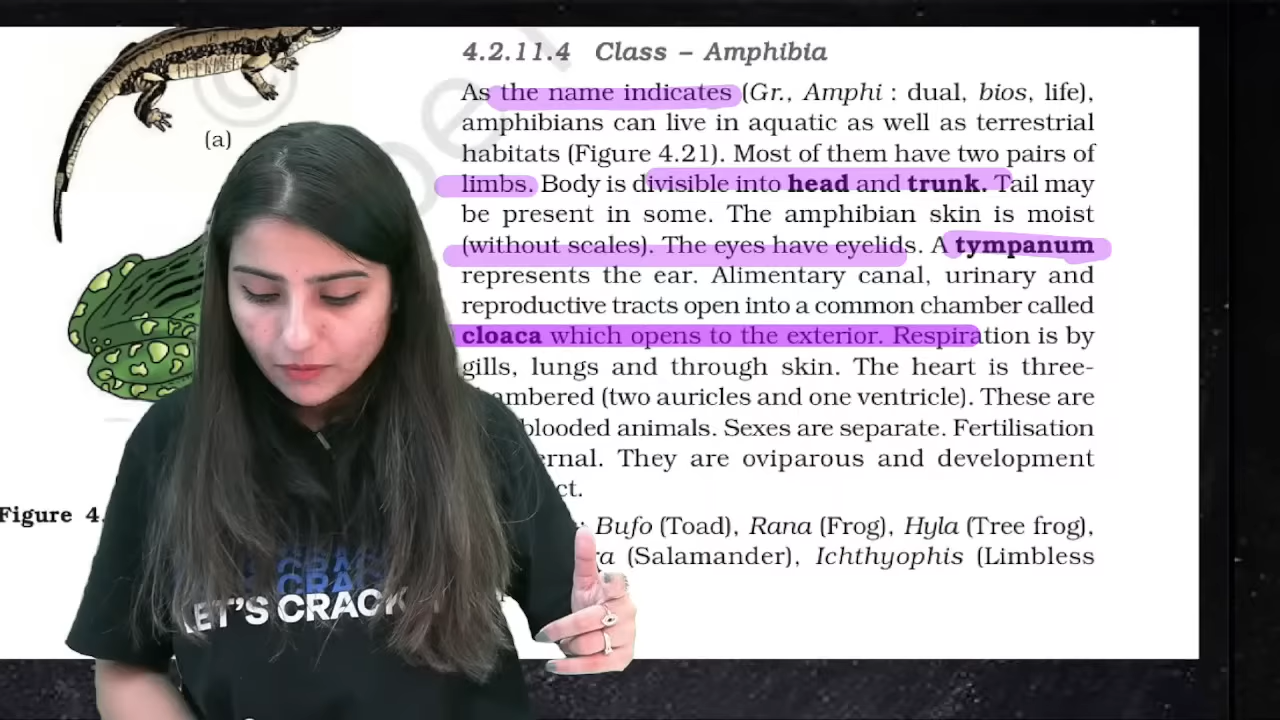 4.2.11.4 Class – Amphibia
As the name indicates (Gr., Amphi : dual, bios, life),
amphibians can live in aquatic as well as terrestrial
habitats (Figure 4.21). Most of them have two pairs of
limbs. Body is divisible into head and trunk. Tail may
be present in some. The amphibian skin is moist
(without scales). The eyes have eyelids. A tympanum
represents the ear. Alimentary canal, urinary and
reproductive tracts open into a common chamber called
cloaca which opens to the exterior. Respiration is by
gills, lungs and through skin. The heart is three-
ambered (two auricles and one ventricle). These are
blooded animals. Sexes are separate. Fertilisation
ernal. They are oviparous and development
ct.
Bufo (Toad), Rana (Frog), Hyla (Tree frog),
ra (Salamander), Ichthyophis (Limbless
(a)
Figure 4.
CRAC
LET'S CRACK